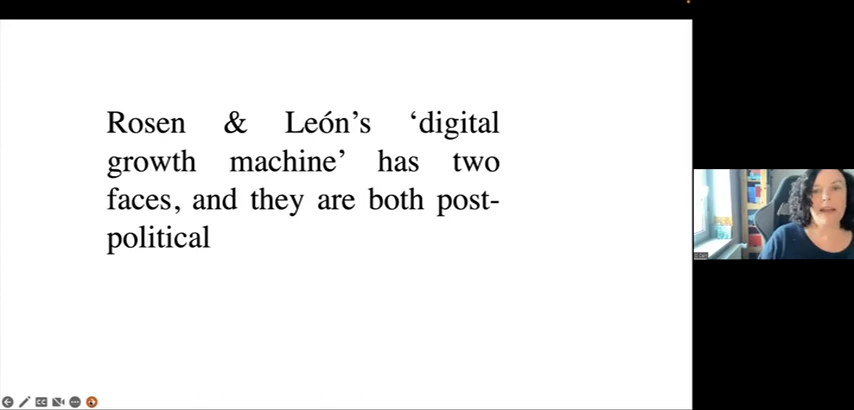 Rosen & León’s ‘digital
growth machine’ has two
faces, and they are both post-
political